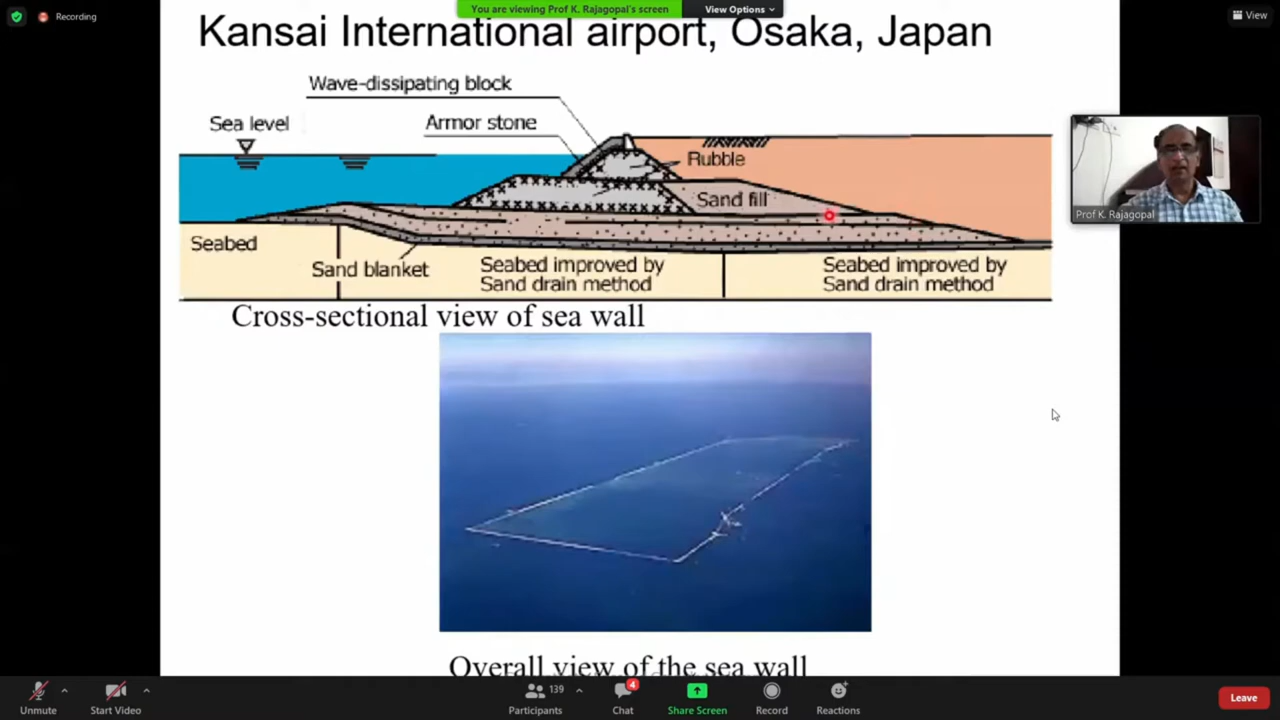 You are viewing Prof K. Rajagopal's screen
View Options
View
Recording
Kansai International airport, Osaka, Japan
Wave-dissipating block
Sea level
Armor stone
Rubble
Sand fill
Prof K. Rajagopal
Seabed
Sand blanket
Seabed improved by
Sand drain method
Seabed improved by
Sand drain method
Cross-sectional view of sea wall
Overall view of the sea wall
Unmute
Start Video
139
Participants
4
Chat
Share Screen
Record
Reactions
Leave